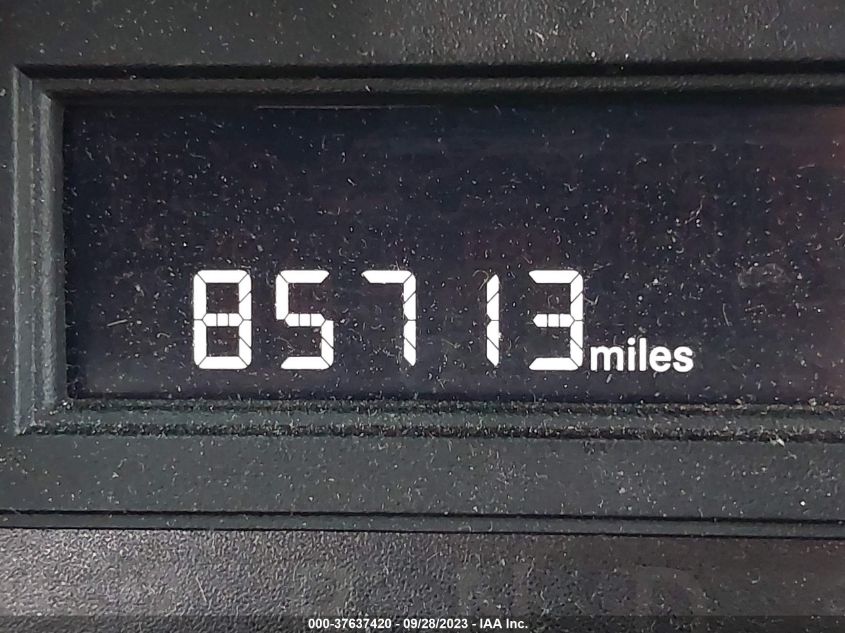 85713 miles
000-37637420 - 09/28/2023 - IAA Inc.